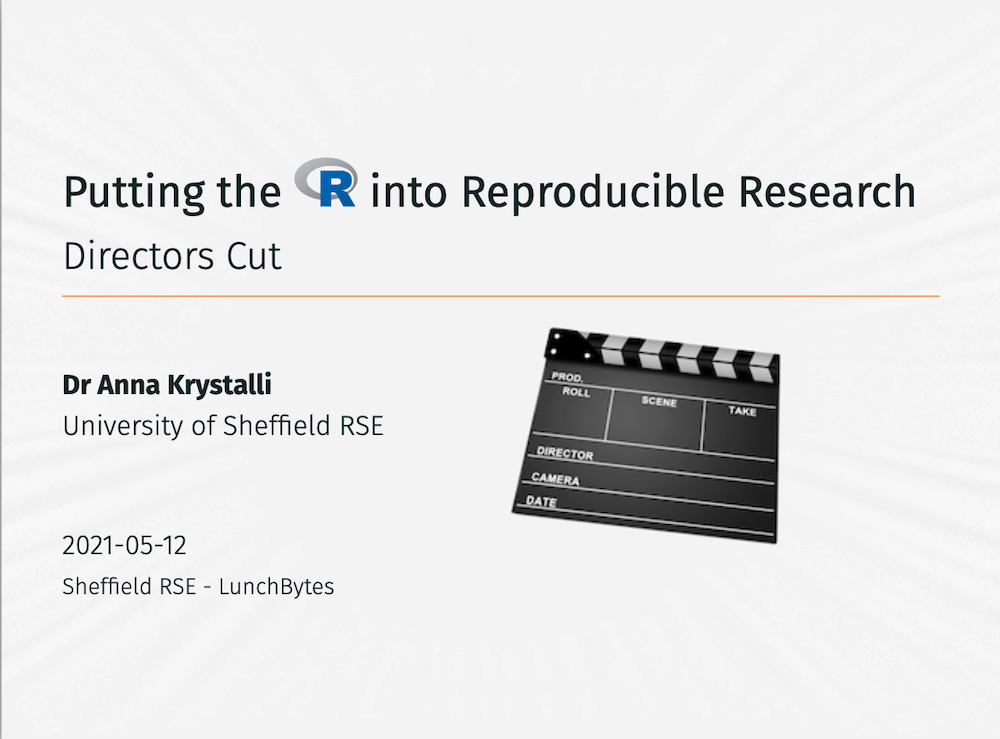 Putting the R into Reproducible Research
Directors Cut
Dr Anna Krystalli
University of Sheffield RSE
PROD.
ROLL
SCENE
TAKE
DIRECTOR
CAMERA
DATE
2021-05-12
Sheffield RSE - LunchBytes